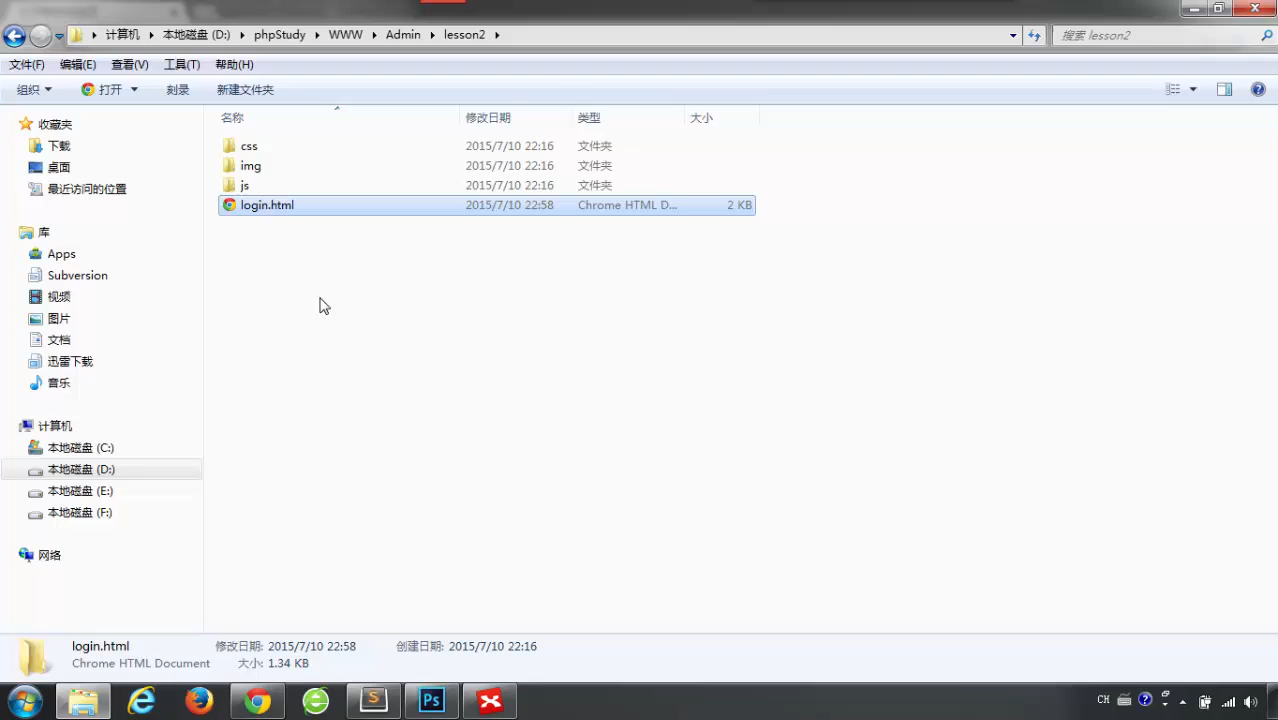 计算机 本地磁盘 (D:) phpStudy WWW Admin lesson2 搜索 lesson2
文件(F) 编辑(E) 查看(V) 工具(T) 帮助(H)
组织 打开 刻录 新建文件夹
名称 修改日期 类型 大小
css 2015/7/10 22:16 文件夹
img 2015/7/10 22:16 文件夹
js 2015/7/10 22:16 文件夹
login.html 2015/7/10 22:58 Chrome HTML D... 2 KB
收藏夹
下载
桌面
最近访问的位置
库
Apps
Subversion
视频
图片
文档
迅雷下载
音乐
计算机
本地磁盘 (C:)
本地磁盘 (D:)
本地磁盘 (E:)
本地磁盘 (F:)
网络
login.html 修改日期: 2015/7/10 22:58 创建日期: 2015/7/10 22:16
Chrome HTML Document 大小: 1.34 KB
S Ps CH